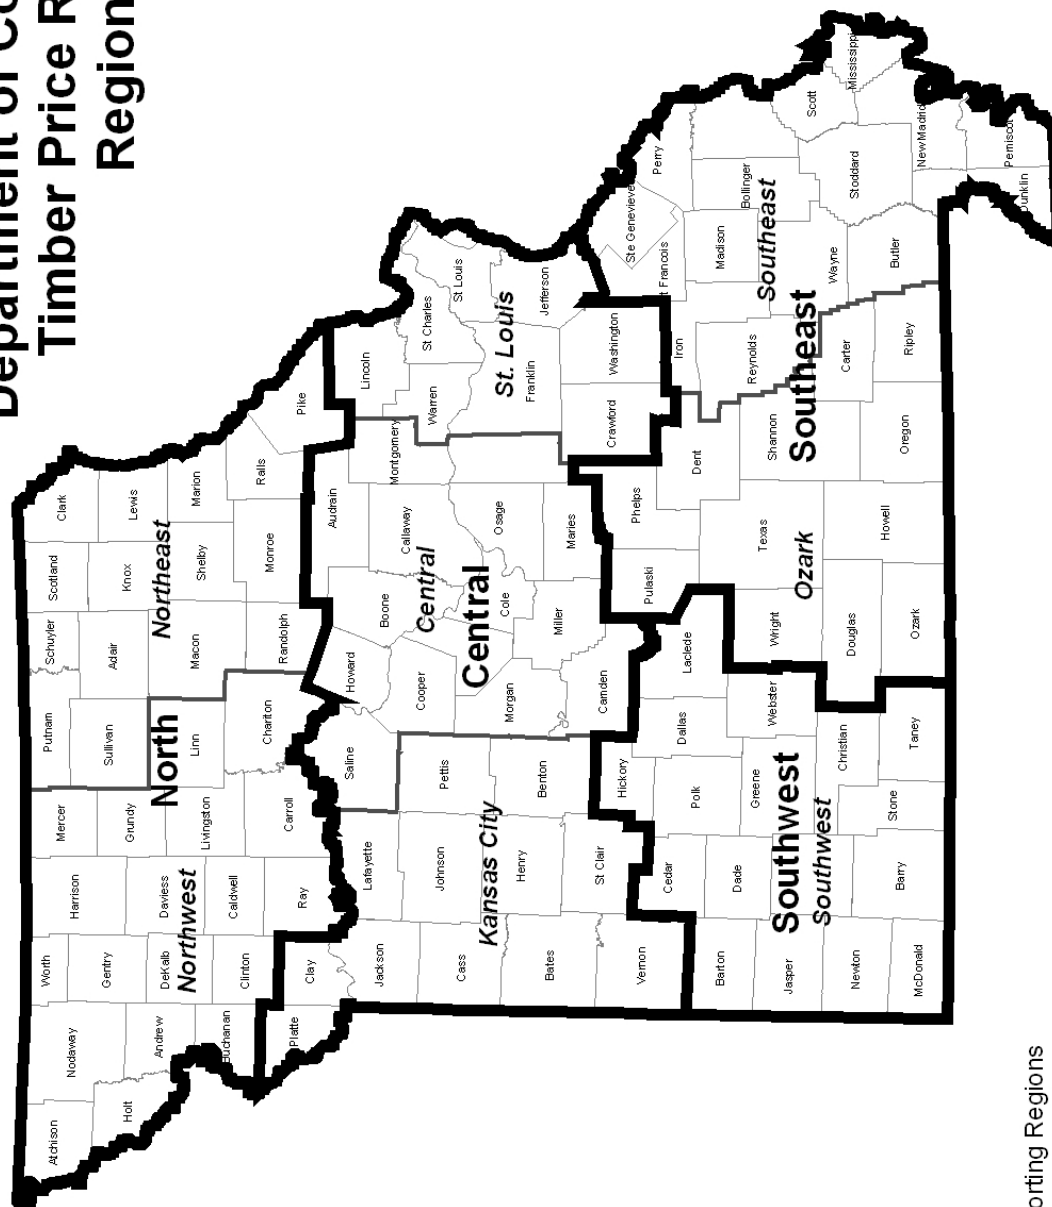 Department of Co
Timber Price R
Region
Atchison
Nodaway
Worth
Harrison
Mercer
Putnam
Schuyler
Scotland
Clark
Holt
Andrew
Gentry
DeKalb
Daviess
Grundy
Sullivan
Adair
Knox
Lewis
Northwest
North
Northeast
Buchanan
Clinton
Caldwell
Livingston
Linn
Macon
Shelby
Marion
Platte
Clay
Ray
Carroll
Chariton
Randolph
Monroe
Ralls
Pike
Jackson
Lafayette
Saline
Howard
Boone
Audrain
Callaway
Montgomery
Lincoln
Warren
St Charles
St Louis
Cass
Johnson
Pettis
Cooper
Central
Central
Kansas City
St. Louis
Bates
Henry
Benton
Morgan
Cole
Miller
Osage
Maries
Franklin
Jefferson
Vernon
St Clair
Hickory
Camden
Pulaski
Phelps
Crawford
Washington
Ste Genevieve
t Francois
Perry
Barton
Cedar
Polk
Dallas
Laclede
Dent
Iron
Madison
Bollinger
Jasper
Dade
Greene
Webster
Wright
Texas
Shannon
Reynolds
Southeast
Southwest
Southwest
Ozark
Southeast
Wayne
Scott
Mississippi
Newton
Christian
Douglas
Howell
Carter
Butler
Stoddard
New Madrid
McDonald
Barry
Stone
Taney
Ozark
Oregon
Ripley
Dunklin
Pemiscot
orting Regions